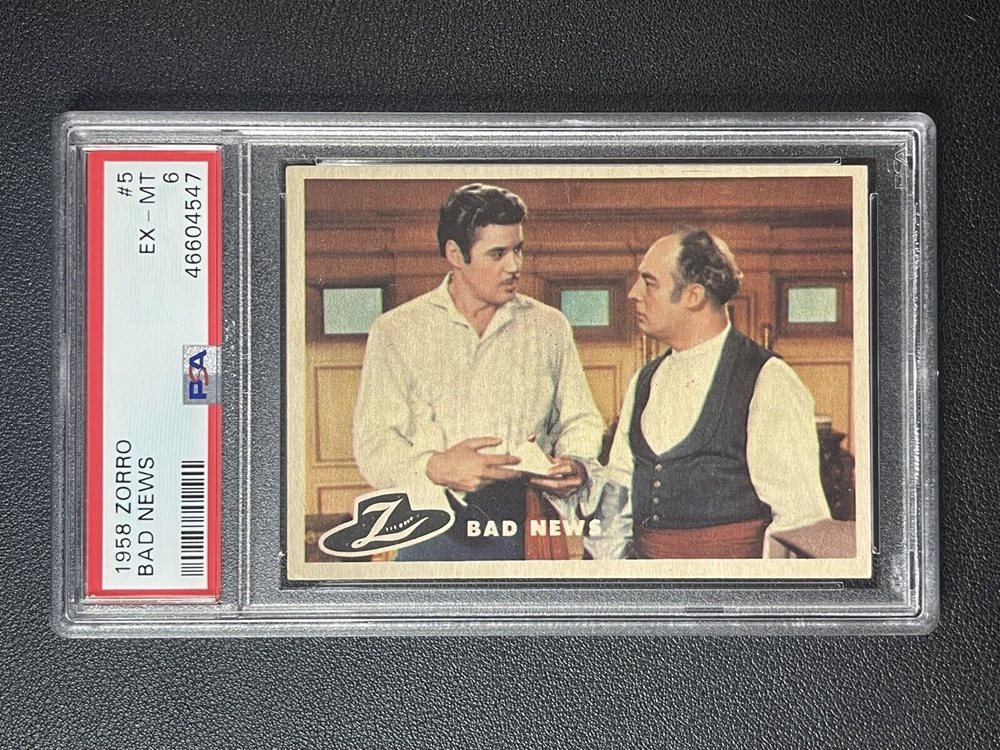 1958 ZORRO
BAD NEWS
#5
EX - MT
6
46604547
PSA
Z
BAD NEWS